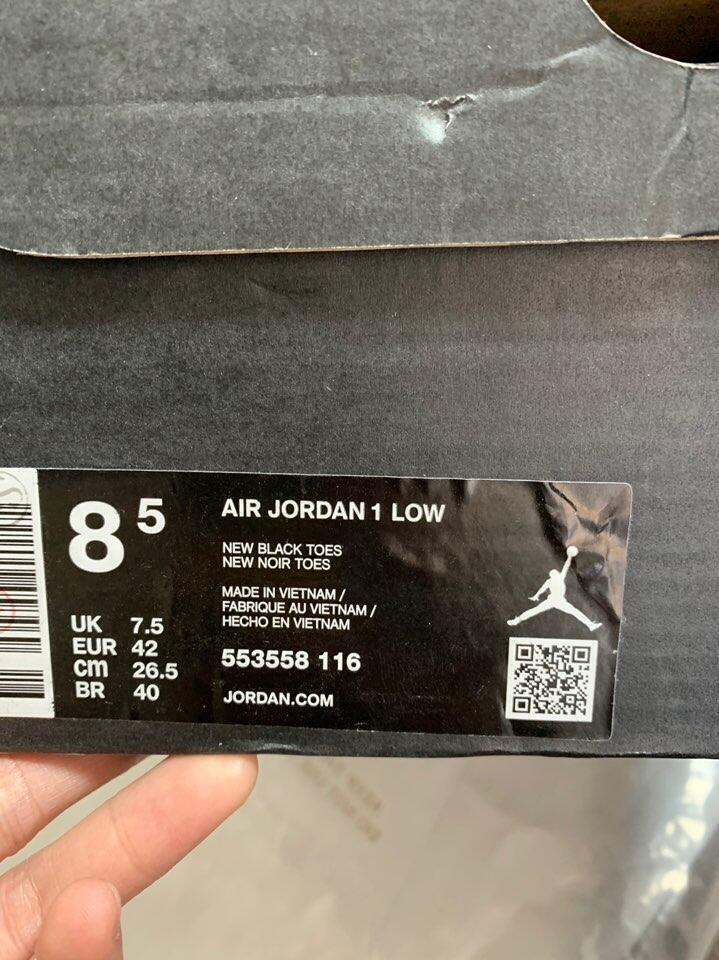 8 5
AIR JORDAN 1 LOW
NEW BLACK TOES
NEW NOIR TOES
MADE IN VIETNAM /
FABRIQUE AU VIETNAM /
HECHO EN VIETNAM
UK 7.5
EUR 42
cm 26.5
BR 40
553558 116
JORDAN.COM